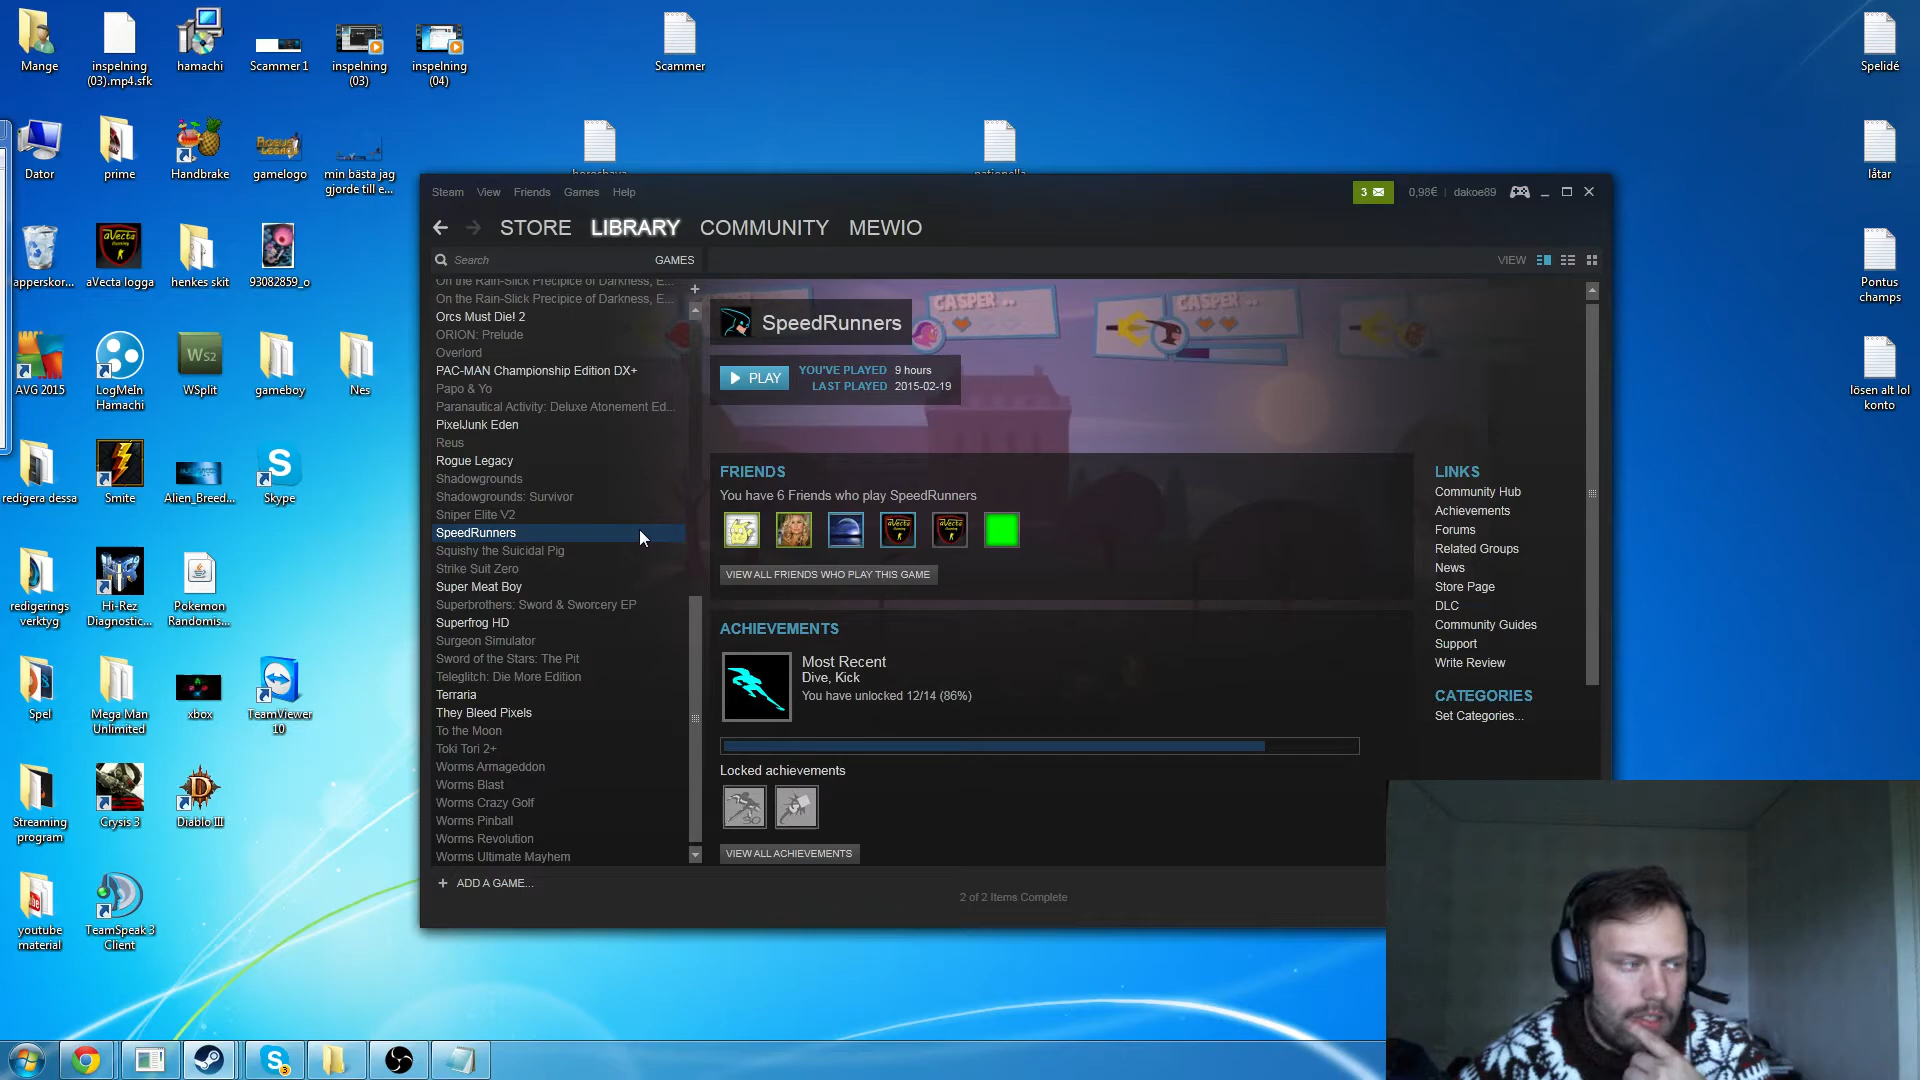 Mange
inspelning
(03).mp4.sfk
hamachi
Scammer1
inspelning
(03)
inspelning
(04)
Scammer
Spelidé
Dator
prime
Handbrake
gamelogo
min bästa jag
gjorde till e...
låtar
apperskor...
aVecta logga
henkes skit
93082859_o
Pontus
champs
AVG 2015
LogMeIn
Hamachi
WSplit
gameboy
Nes
lösen alt lol
konto
redigera dessa
Smite
Alien_Breed...
Skype
redigerings
verktyg
Hi-Rez
Diagnostic...
Pokemon
Randomis...
Spel
Mega Man
Unlimited
xbox
TeamViewer
10
Streaming
program
Crysis 3
Diablo III
youtube
material
TeamSpeak 3
Client
Steam View Friends Games Help
3 0,98€ | dakoe89
STORE LIBRARY COMMUNITY MEWIO
Search GAMES
VIEW
On the Rain-Slick Precipice of Darkness, E...
On the Rain-Slick Precipice of Darkness, E...
Orcs Must Die! 2
ORION: Prelude
Overlord
PAC-MAN Championship Edition DX+
Papo & Yo
Paranautical Activity: Deluxe Atonement Ed...
PixelJunk Eden
Reus
Rogue Legacy
Shadowgrounds
Shadowgrounds: Survivor
Sniper Elite V2
SpeedRunners
Squishy the Suicidal Pig
Strike Suit Zero
Super Meat Boy
Superbrothers: Sword & Sworcery EP
Superfrog HD
Surgeon Simulator
Sword of the Stars: The Pit
Teleglitch: Die More Edition
Terraria
They Bleed Pixels
To the Moon
Toki Tori 2+
Worms Armageddon
Worms Blast
Worms Crazy Golf
Worms Pinball
Worms Revolution
Worms Ultimate Mayhem
+ ADD A GAME...
CASPER ..
CASPER ..
SpeedRunners
PLAY
YOU'VE PLAYED 9 hours
LAST PLAYED 2015-02-19
FRIENDS
You have 6 Friends who play SpeedRunners
VIEW ALL FRIENDS WHO PLAY THIS GAME
ACHIEVEMENTS
Most Recent
Dive, Kick
You have unlocked 12/14 (86%)
Locked achievements
VIEW ALL ACHIEVEMENTS
2 of 2 Items Complete
LINKS
Community Hub
Achievements
Forums
Related Groups
News
Store Page
DLC
Community Guides
Support
Write Review
CATEGORIES
Set Categories...